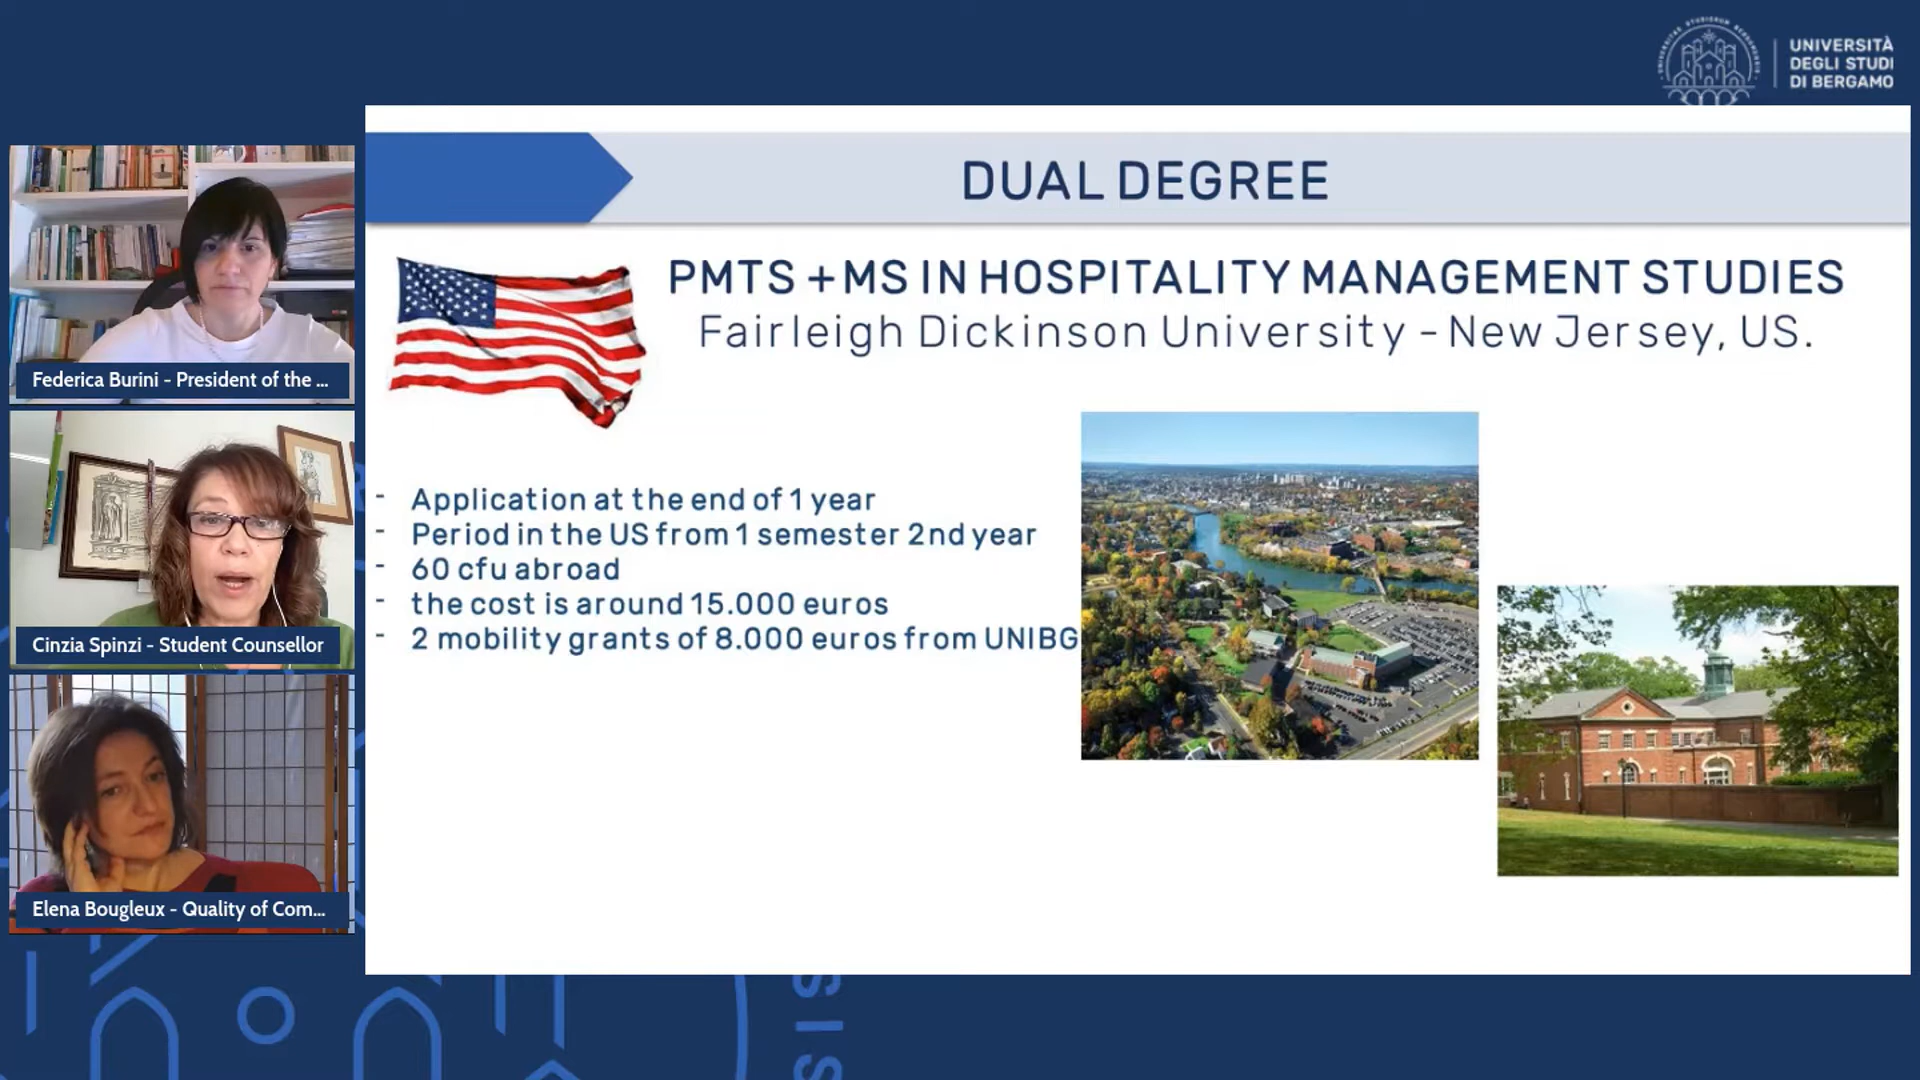 UNIVERSITÀ
DEGLI STUDI
DI BERGAMO
DUAL DEGREE
PMTS + MS IN HOSPITALITY MANAGEMENT STUDIES
Fairleigh Dickinson University - New Jersey, US.
- Application at the end of 1 year
- Period in the US from 1 semester 2nd year
- 60 cfu abroad
- the cost is around 15.000 euros
- 2 mobility grants of 8.000 euros from UNIBG
Federica Burini - President of the ...
Cinzia Spinzi - Student Counsellor
Elena Bougleux - Quality of Com...
SIS